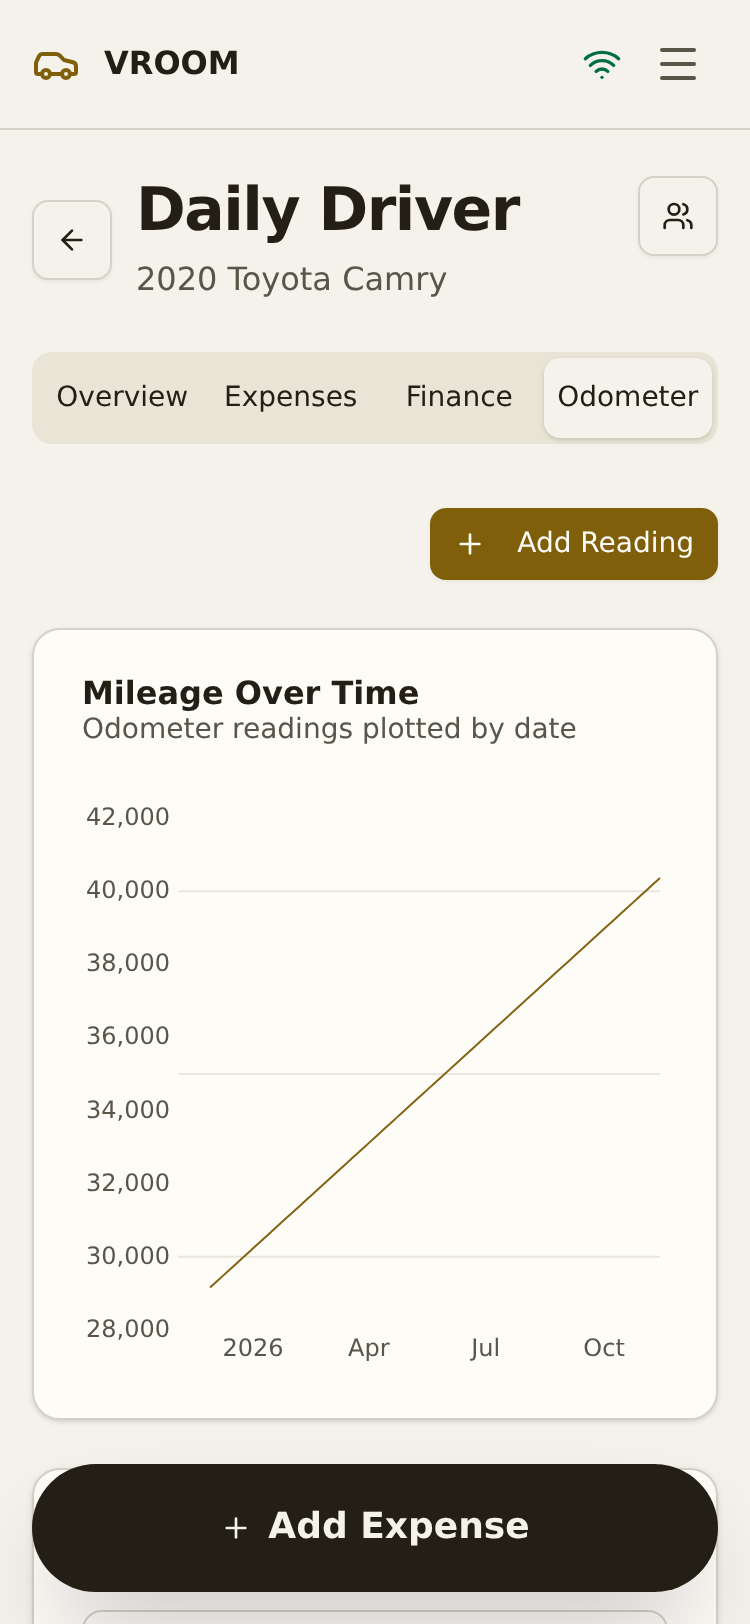 VROOM
Daily Driver
2020 Toyota Camry
Overview Expenses Finance Odometer
Add Reading
Mileage Over Time
Odometer readings plotted by date
42,000
40,000
38,000
36,000
34,000
32,000
30,000
28,000
2026 Apr Jul Oct
+ Add Expense